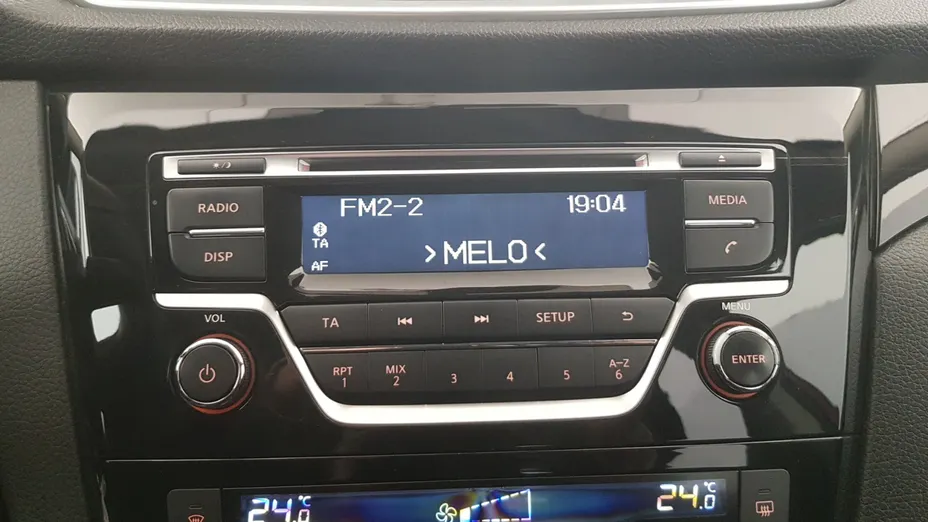 RADIO
DISP
FM2-2 19:04
TA
>MELO<
AF
MEDIA
VOL
TA
SETUP
MENU
RPT
1
MIX
2
3
4
5
A-Z
6
ENTER
24.0 °C
24.0 °C